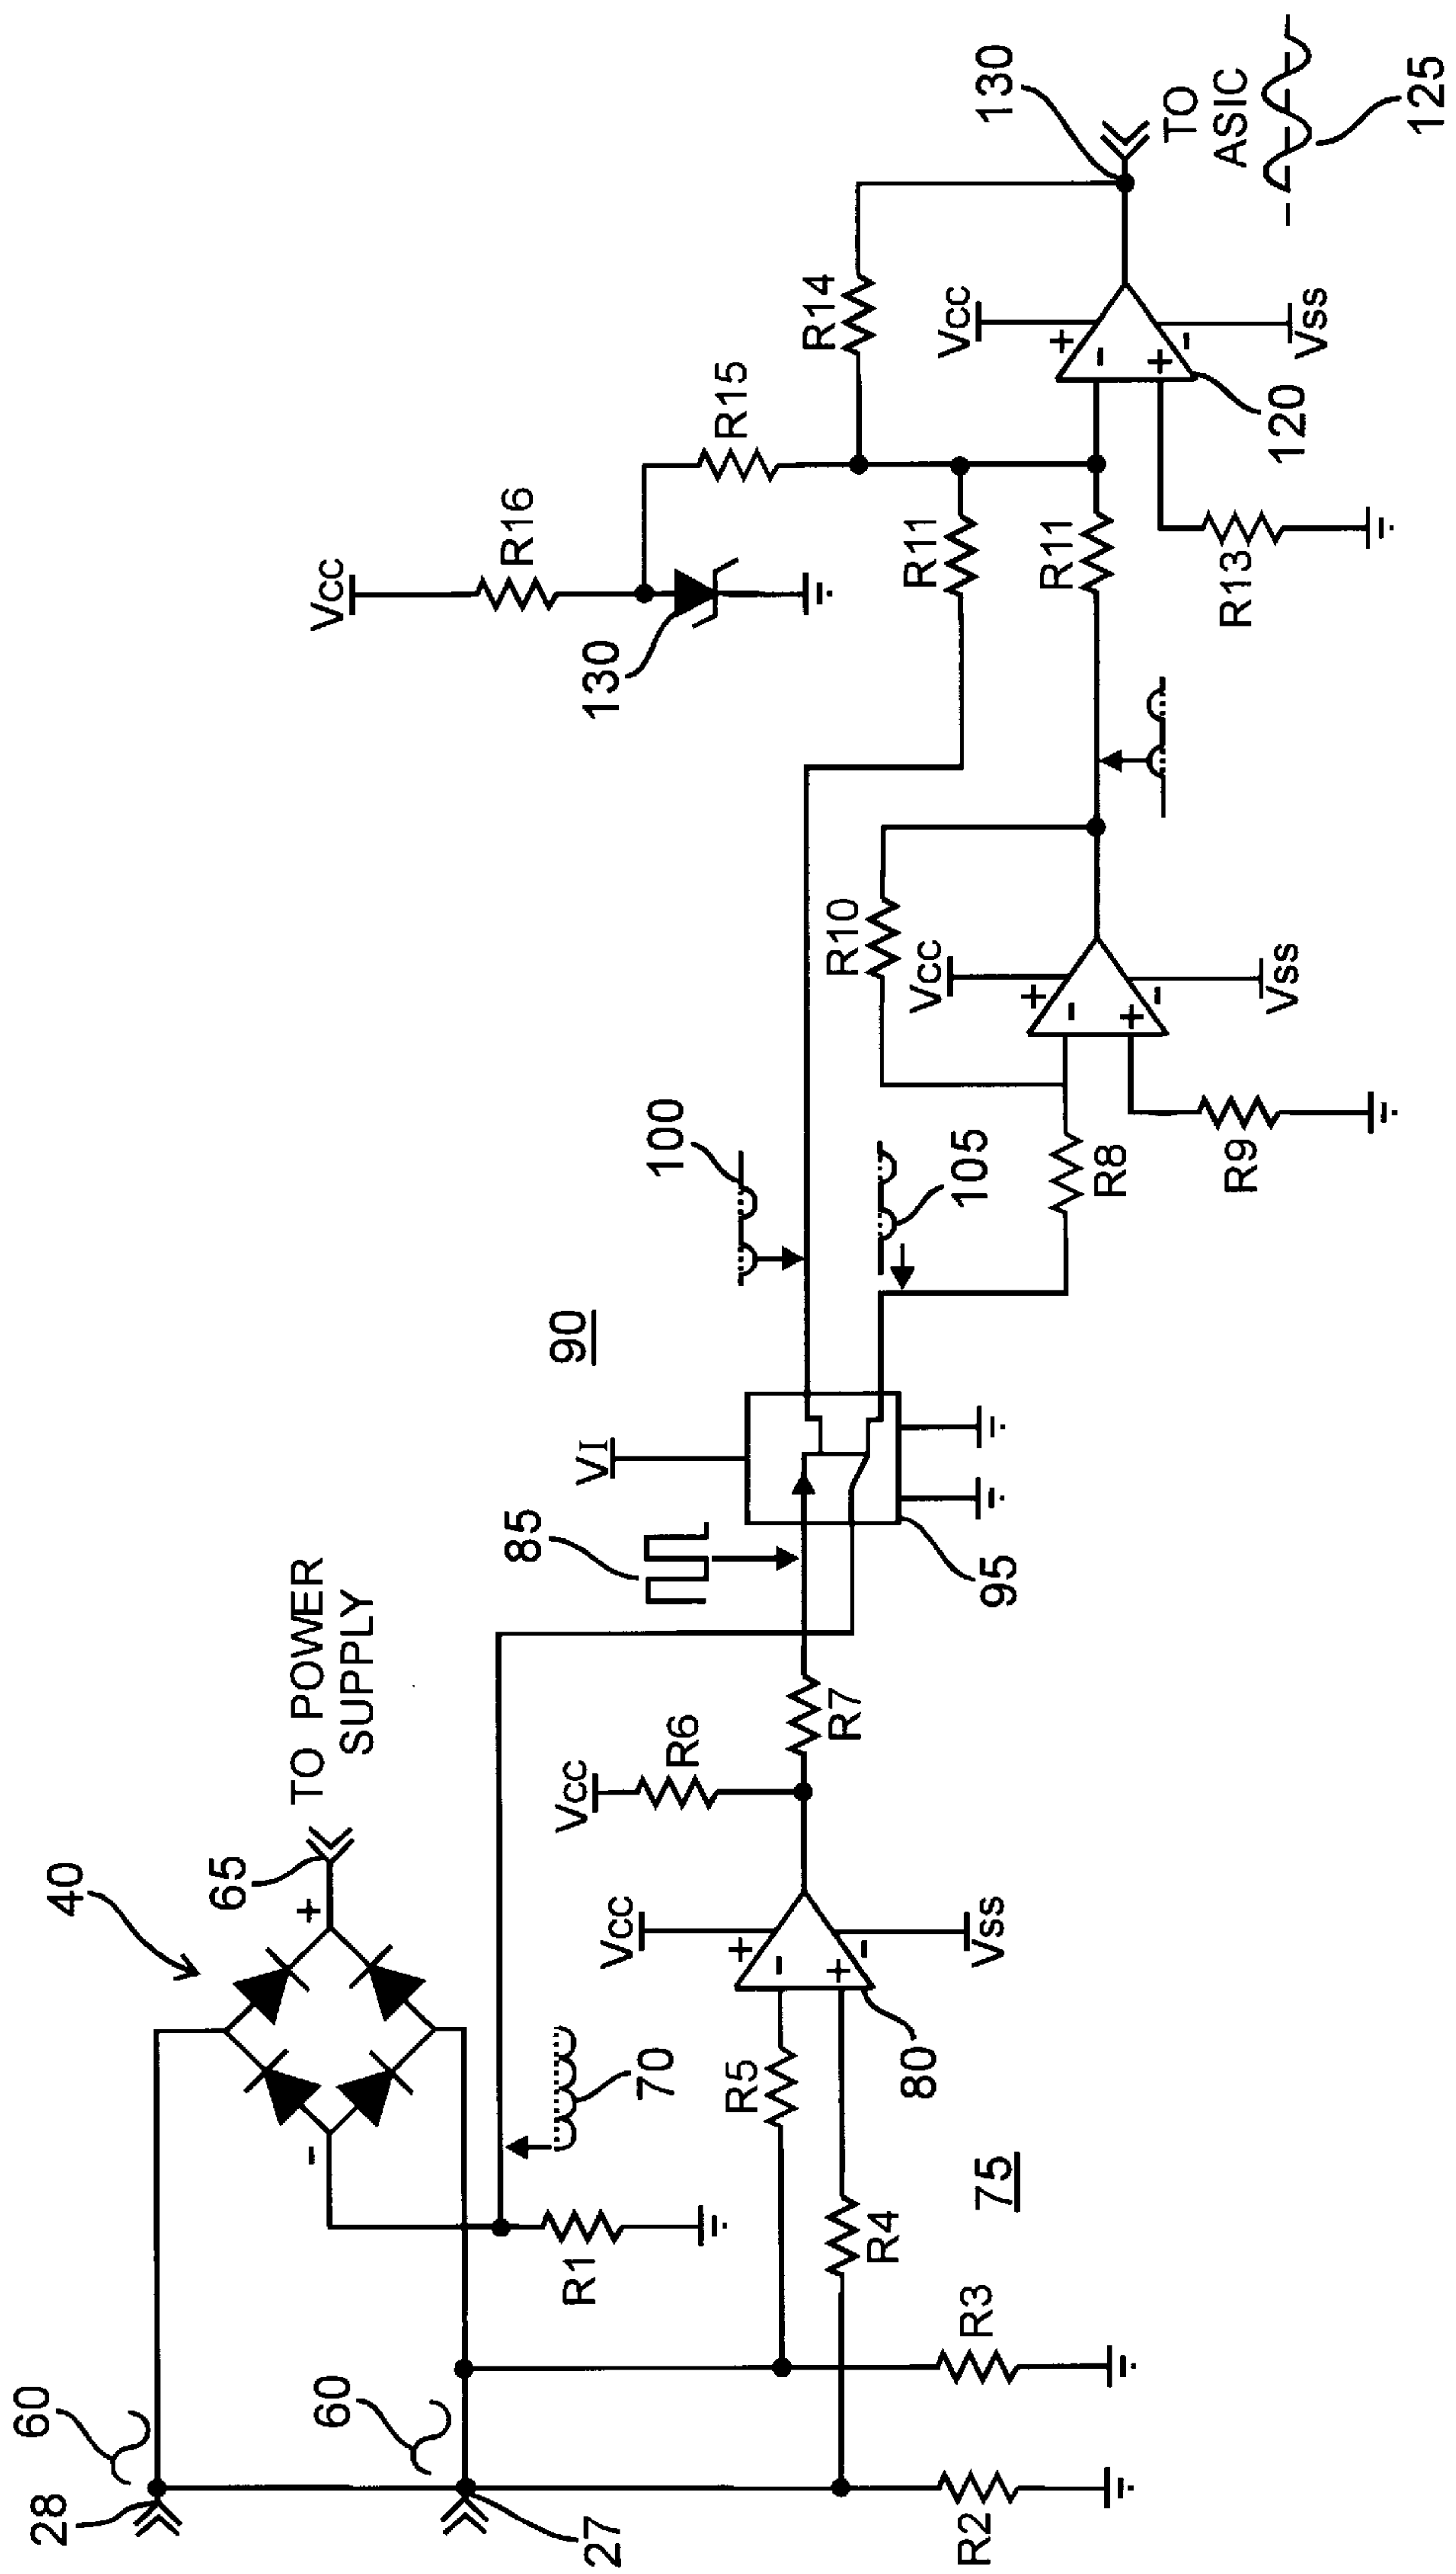 28
60
60
27
40
65
+
-
TO POWER
SUPPLY
70
R1
R2
R3
75
R4
R5
80
VCC
+
-
+
-
VSS
VCC
R6
R7
85
VI
90
95
100
105
R8
R9
R10
VCC
+
-
+
-
VSS
VCC
R16
130
R15
R11
R11
R13
R14
VCC
+
-
+
-
VSS
120
130
TO
ASIC
125